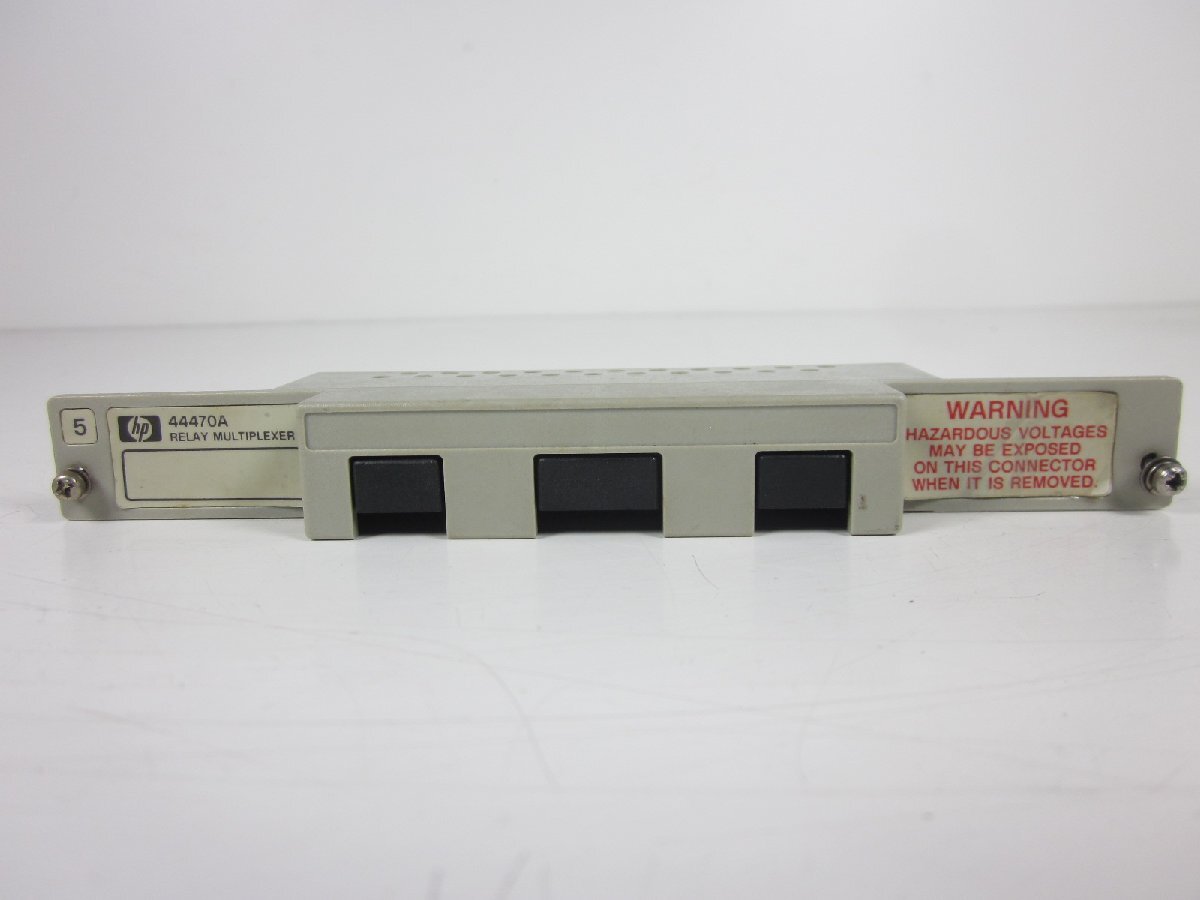 5
hp 44470A
RELAY MULTIPLEXER
WARNING
HAZARDOUS VOLTAGES
MAY BE EXPOSED
ON THIS CONNECTOR
WHEN IT IS REMOVED.